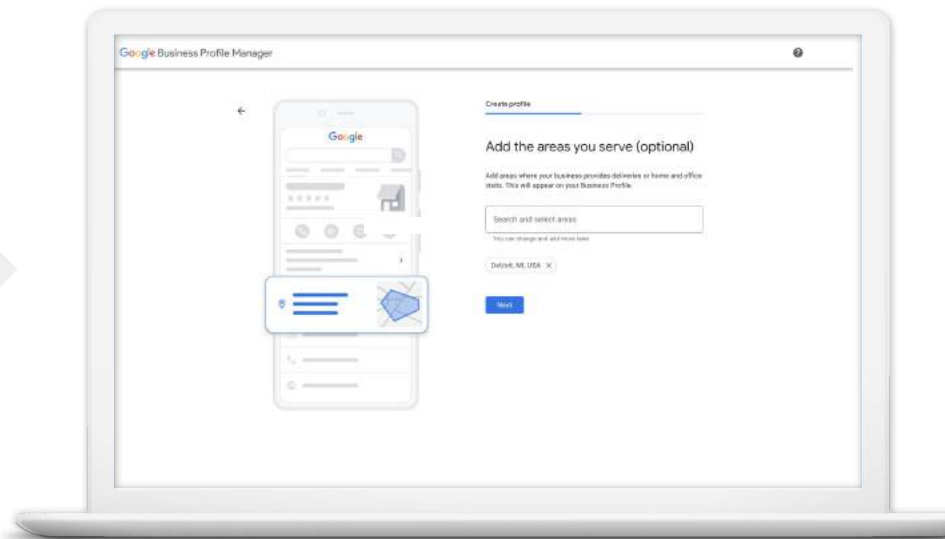 Google Business Profile Manager
Create profile
Google
Add the areas you serve (optional)
Add areas where your business provides deliveries or home and office
visits. This will appear on your Business Profile.
Search and select areas
You can change and add more later
Detroit, MI, USA
Next